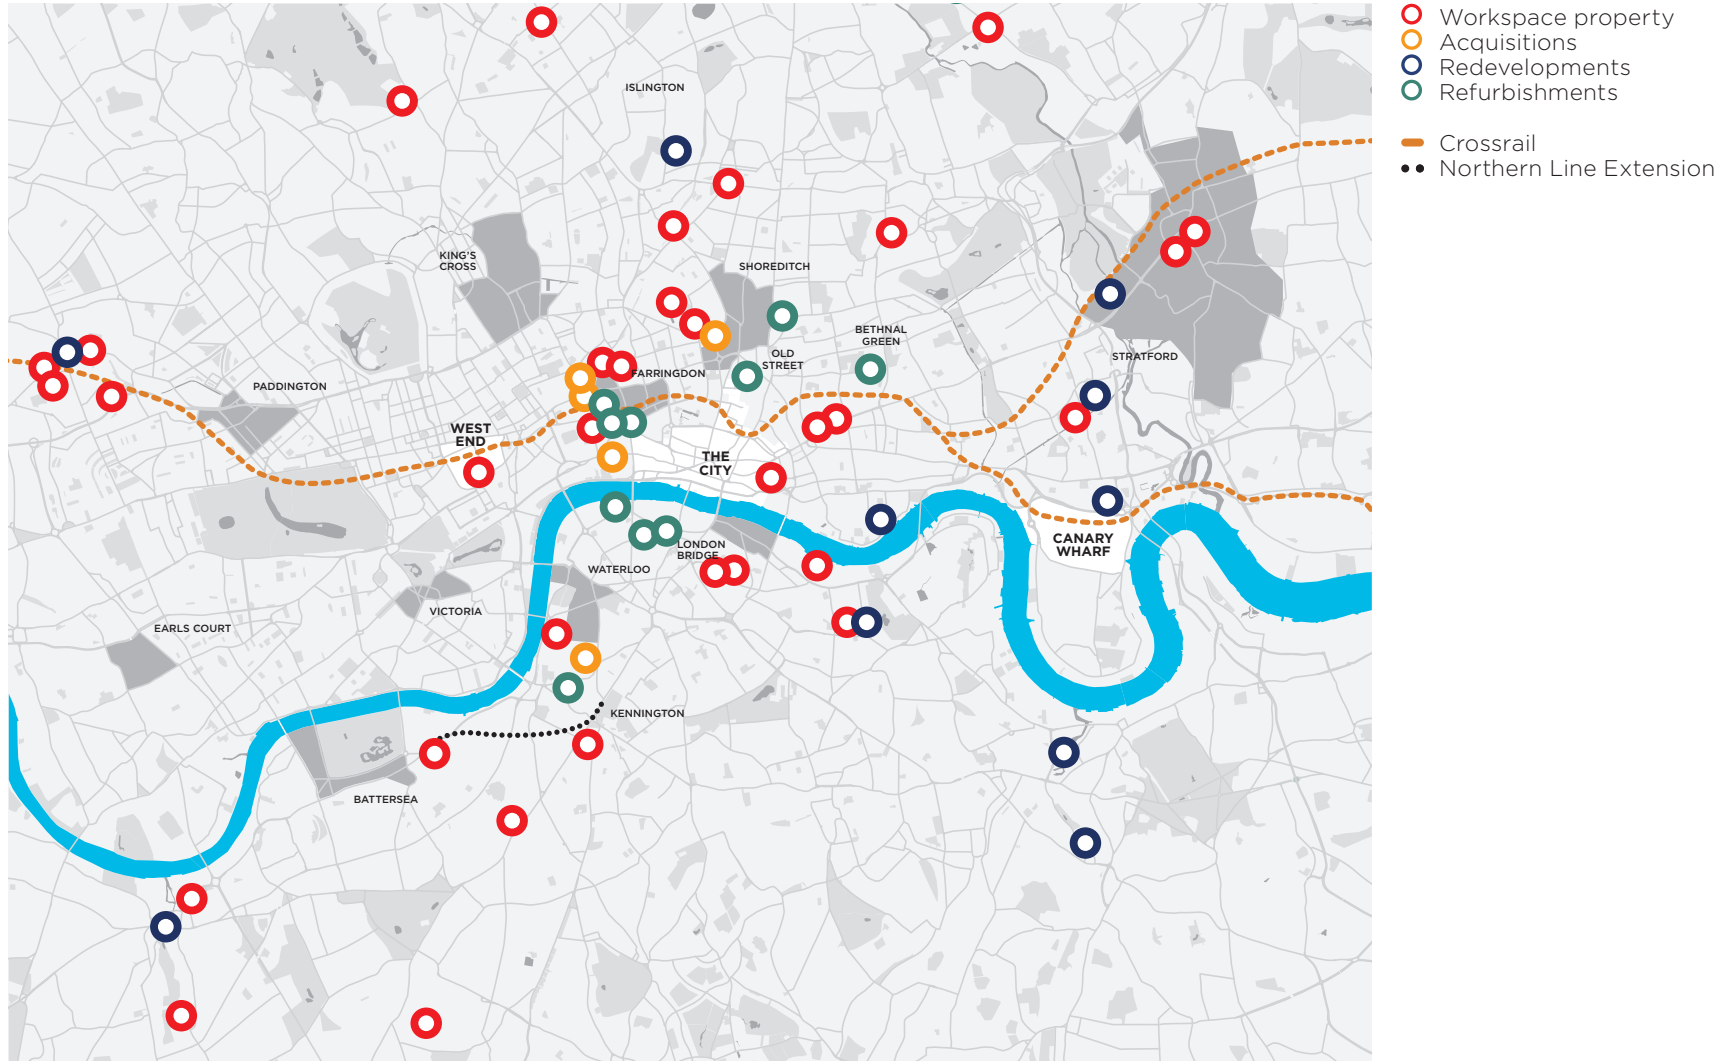 Workspace property
Acquisitions
Redevelopments
Refurbishments
Crossrail
Northern Line Extension
ISLINGTON
KING'S
CROSS
SHOREDITCH
BETHNAL
GREEN
OLD
STREET
STRATFORD
FARRINGDON
PADDINGTON
WEST
END
THE
CITY
CANARY
WHARF
LONDON
BRIDGE
WATERLOO
VICTORIA
EARLS COURT
KENNINGTON
BATTERSEA